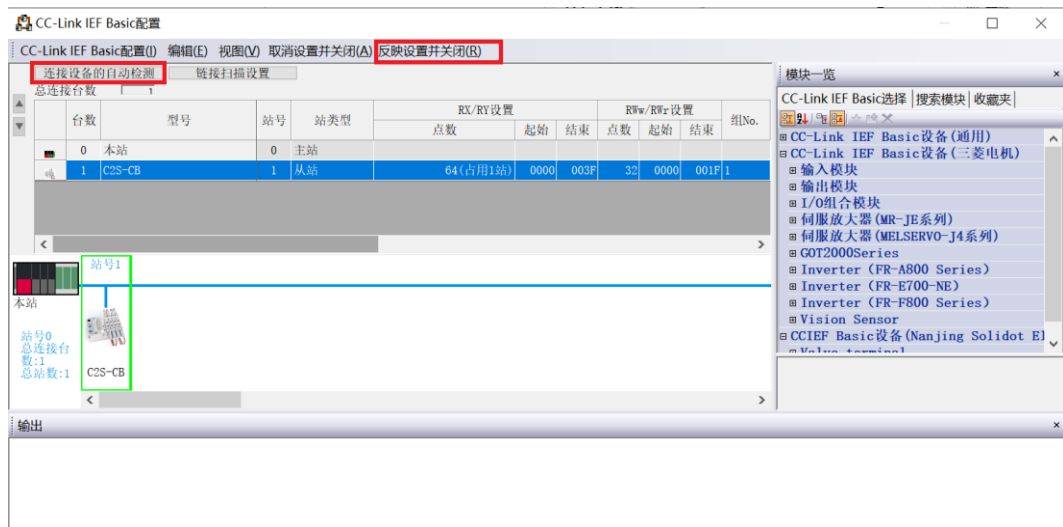 CC-Link IEF Basic配置
CC-Link IEF Basic配置(I) 编辑(E) 视图(V) 取消设置并关闭(A) 反映设置并关闭(R)
连接设备的自动检测 链接扫描设置
总连接台数 1
台数 型号 站号 站类型 RX/RY设置 RWw/RWr设置 组No.
点数 起始 结束 点数 起始 结束
0 本站 0 主站
1 C2S-CB 1 从站 64(占用1站) 0000 003F 32 0000 001F 1
站号1
本站
站号0
总连接台
数:1
总站数:1
C2S-CB
模块一览
CC-Link IEF Basic选择 搜索模块 收藏夹
CC-Link IEF Basic设备(通用)
CC-Link IEF Basic设备(三菱电机)
输入模块
输出模块
I/O组合模块
伺服放大器(MR-JE系列)
伺服放大器(MELSERVO-J4系列)
GOT2000Series
Inverter (FR-A800 Series)
Inverter (FR-E700-NE)
Inverter (FR-F800 Series)
Vision Sensor
CCIEF Basic设备(Nanjing Solidot El
Valve terminal
输出